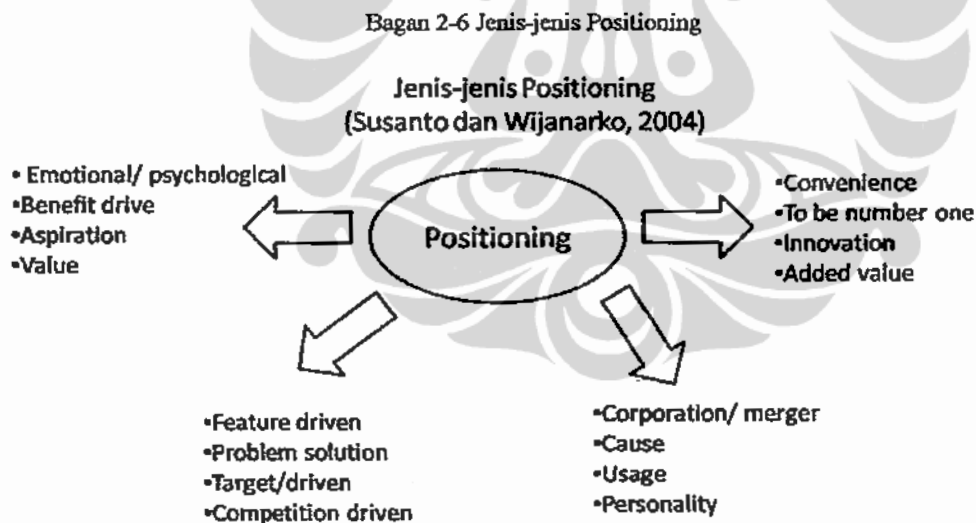 Bagan 2-6 Jenis-jenis Positioning
Jenis-jenis Positioning
(Susanto dan Wijanarko, 2004)
• Emotional/ psychological
•Benefit drive
•Aspiration
•Value
Positioning
•Convenience
•To be number one
•Innovation
•Added value
•Feature driven
•Problem solution
•Target/driven
•Competition driven
•Corporation/ merger
•Cause
•Usage
•Personality